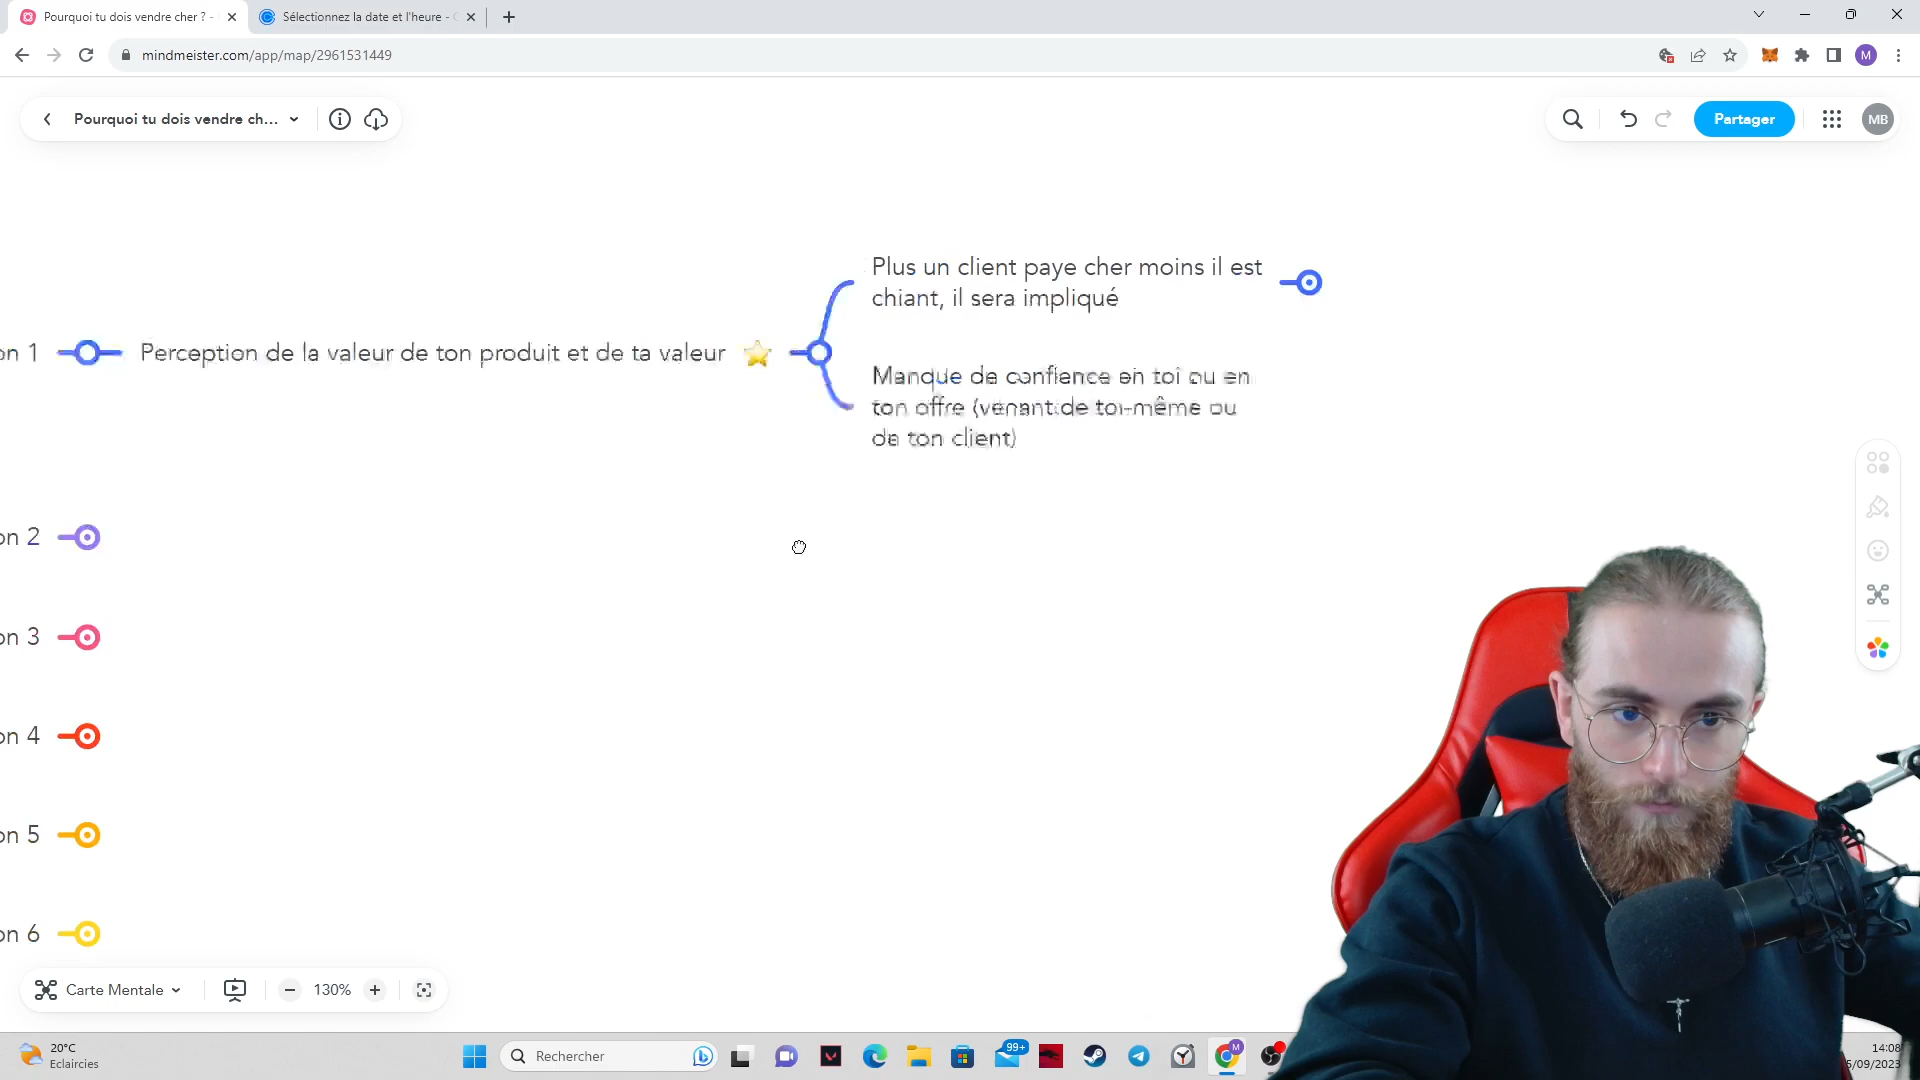 Pourquoi tu dois vendre cher ? -
Sélectionnez la date et l'heure -
mindmeister.com/app/map/2961531449
M
Pourquoi tu dois vendre ch...
Partager
MB
Plus un client paye cher moins il est
chiant, il sera impliqué
on 1
Perception de la valeur de ton produit et de ta valeur
Manque de confiance en toi ou en
ton offre (venant de toi-même ou
de ton client)
on 2
on 3
on 4
on 5
on 6
Carte Mentale
130%
20°C
Eclaircies
Rechercher
99+
M
14:08
5/09/2023